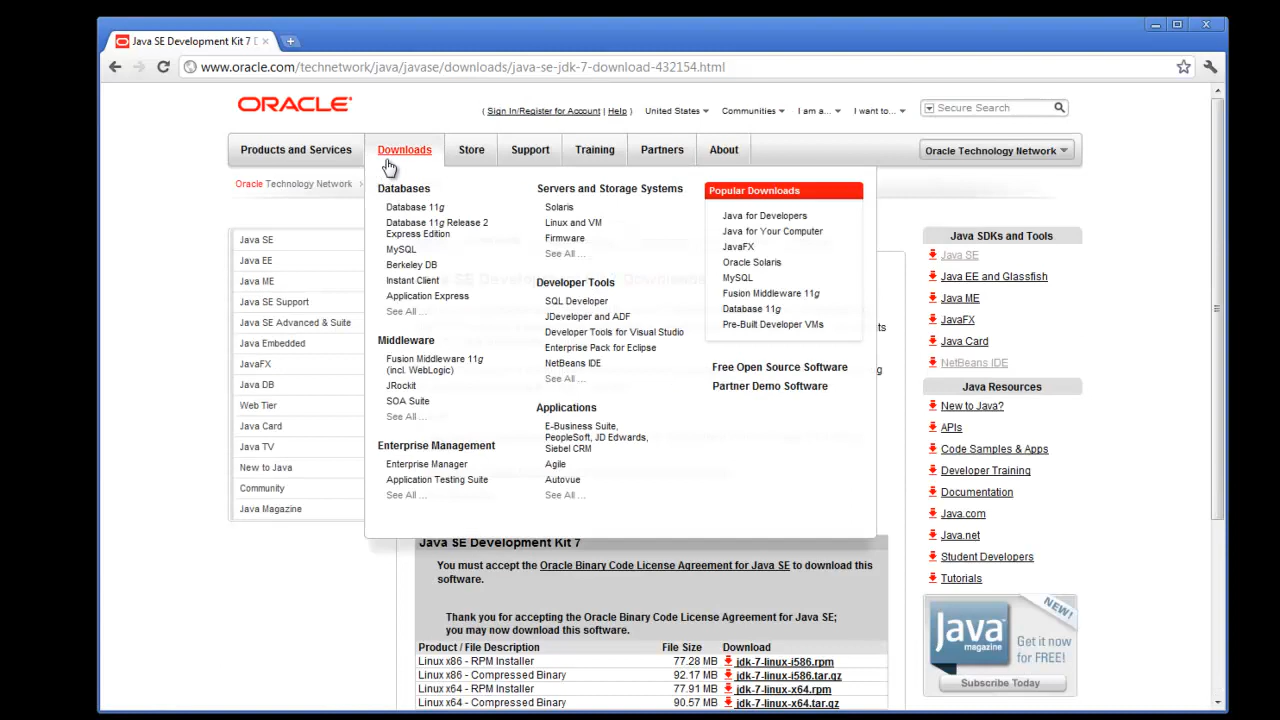 Java SE Development Kit 7 [
www.oracle.com/technetwork/java/javase/downloads/java-se-jdk-7-download-432154.html
ORACLE
( Sign In/Register for Account | Help ) United States Communities I am a... I want to... Secure Search
Products and Services Downloads Store Support Training Partners About Oracle Technology Network
Oracle Technology Network
Java SE
Java EE
Java ME
Java SE Support
Java SE Advanced & Suite
Java Embedded
JavaFX
Java DB
Web Tier
Java Card
Java TV
New to Java
Community
Java Magazine
Databases
Database 11g
Database 11g Release 2
Express Edition
MySQL
Berkeley DB
Instant Client
Application Express
See All ...
Middleware
Fusion Middleware 11g
(incl. WebLogic)
JRockit
SOA Suite
See All ...
Enterprise Management
Enterprise Manager
Application Testing Suite
See All ...
Servers and Storage Systems
Solaris
Linux and VM
Firmware
See All ...
Developer Tools
SQL Developer
JDeveloper and ADF
Developer Tools for Visual Studio
Enterprise Pack for Eclipse
NetBeans IDE
See All ...
Applications
E-Business Suite,
PeopleSoft, JD Edwards,
Siebel CRM
Agile
Autovue
See All ...
Popular Downloads
Java for Developers
Java for Your Computer
JavaFX
Oracle Solaris
MySQL
Fusion Middleware 11g
Database 11g
Pre-Built Developer VMs
Free Open Source Software
Partner Demo Software
Java SE Development Kit 7
You must accept the Oracle Binary Code License Agreement for Java SE to download this
software.
Thank you for accepting the Oracle Binary Code License Agreement for Java SE;
you may now download this software.
Product / File Description File Size Download
Linux x86 - RPM Installer 77.28 MB jdk-7-linux-i586.rpm
Linux x86 - Compressed Binary 92.17 MB jdk-7-linux-i586.tar.gz
Linux x64 - RPM Installer 77.91 MB jdk-7-linux-x64.rpm
Linux x64 - Compressed Binary 90.57 MB jdk-7-linux-x64.tar.gz
Java SDKs and Tools
Java SE
Java EE and Glassfish
Java ME
JavaFX
Java Card
NetBeans IDE
Java Resources
New to Java?
APIs
Code Samples & Apps
Developer Training
Documentation
Java.com
Java.net
Student Developers
Tutorials
NEW!
Java
magazine
Get it now
for FREE!
Subscribe Today